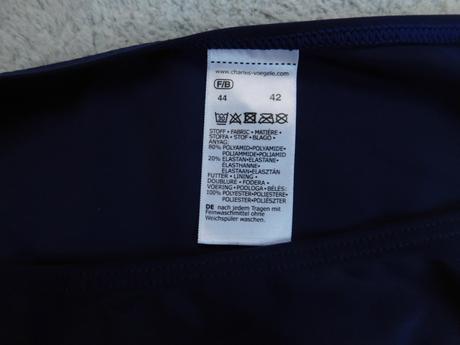 www.charles-voegele.com
F/B
44 42
STOFF • FABRIC • MATIÈRE •
STOFFA • STOF • BLAGO •
ANYAG:
80% POLYAMID•POLYAMIDE•
POLIAMMIDE•POLIAMID
20% ELASTAN•ELASTANE•
ÉLASTHANNE•
ELASTAAN•ELASZTÁN
FUTTER • LINING •
DOUBLURE • FODERA •
VOERING • PODLOGA • BÉLÉS:
100% POLYESTER•POLIESTERE•
POLIESTER•POLIÉSZTER
DE nach jedem Tragen mit
Feinwaschmittel ohne
Weichspüler waschen.